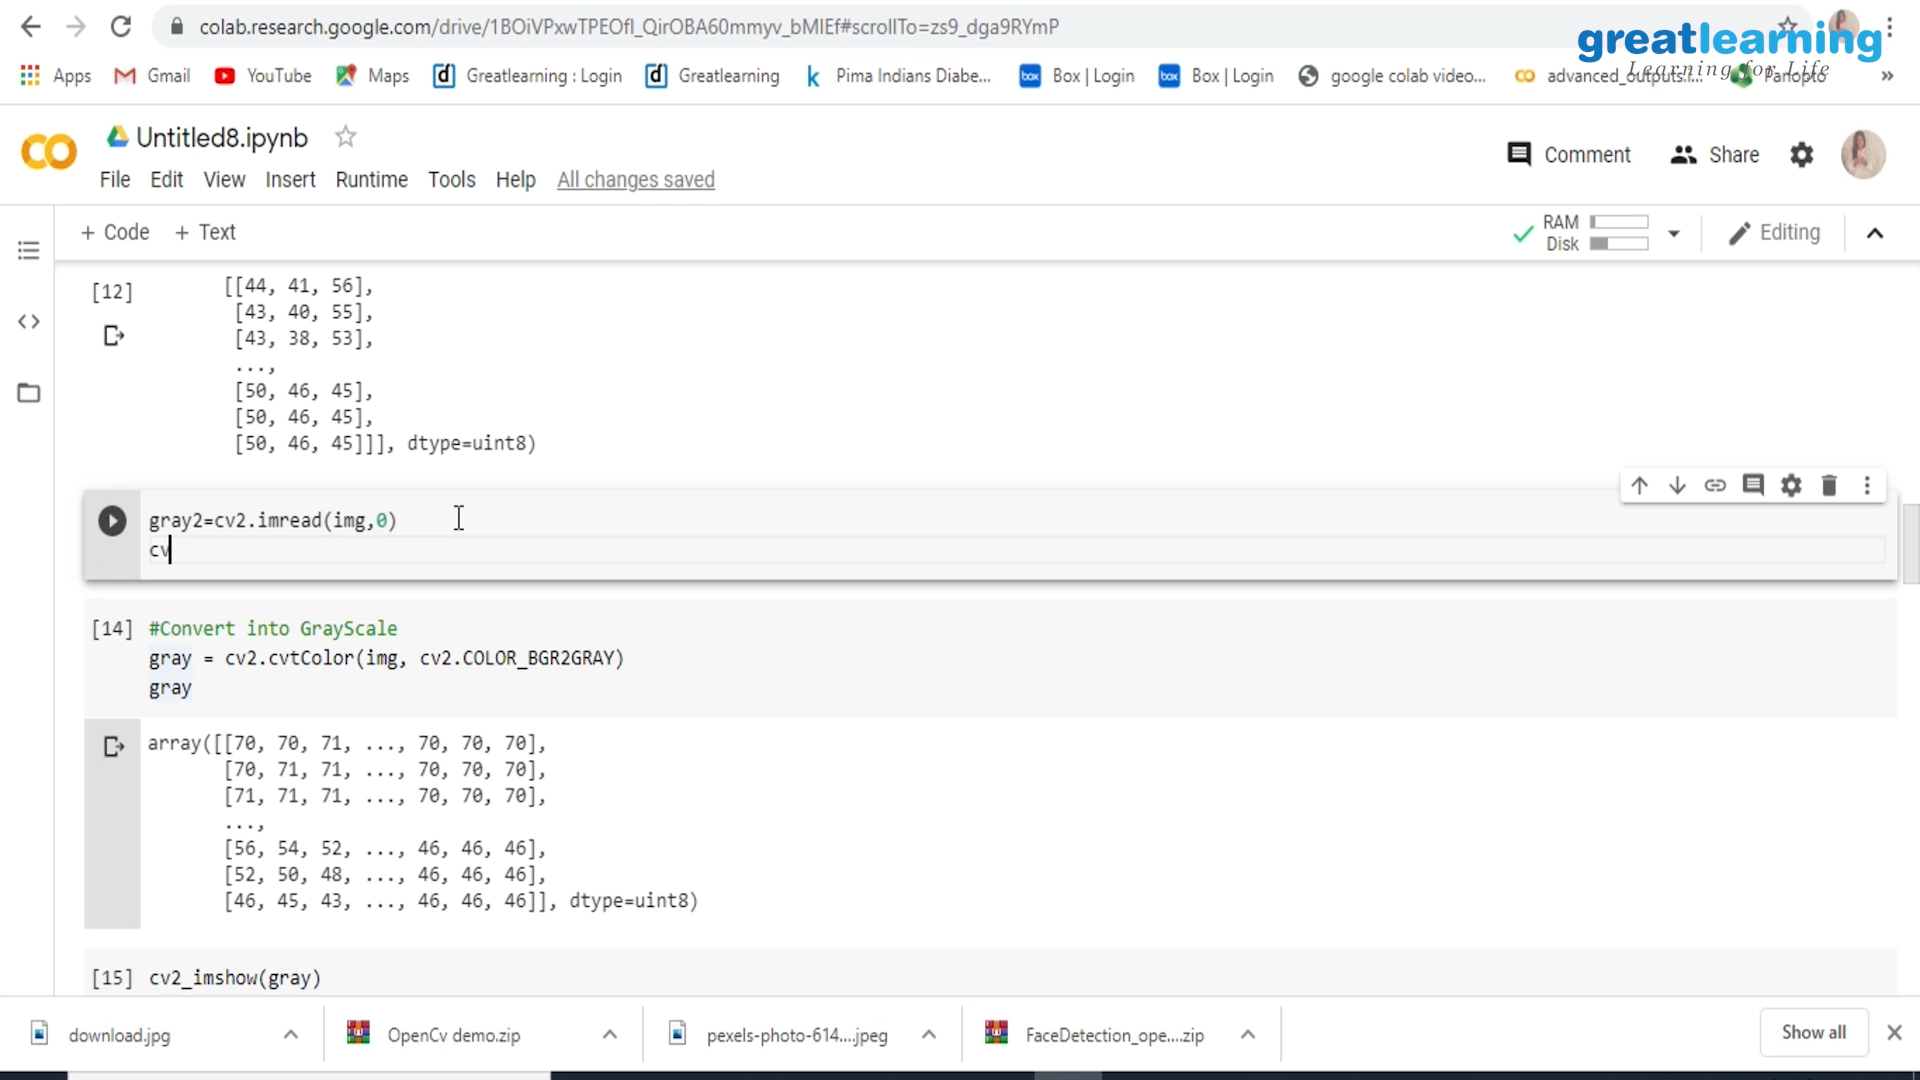 colab.research.google.com/drive/1BOiVPxwTPEOfI_QirOBA60mmyv_bMIEf#scrollTo=zs9_dga9RYmP
greatlearning
Learning for Life
Apps Gmail YouTube Maps Greatlearning : Login Greatlearning Pima Indians Diabe... Box | Login Box | Login google colab video... advanced_outputs.i... Panopto »
Untitled8.ipynb
Comment Share
File Edit View Insert Runtime Tools Help All changes saved
+ Code + Text
RAM
Disk
Editing
[12] [[44, 41, 56],
[43, 40, 55],
[43, 38, 53],
...,
[50, 46, 45],
[50, 46, 45],
[50, 46, 45]]], dtype=uint8)
gray2=cv2.imread(img,0)
cv
[14] #Convert into GrayScale
gray = cv2.cvtColor(img, cv2.COLOR_BGR2GRAY)
gray
array([[70, 70, 71, ..., 70, 70, 70],
[70, 71, 71, ..., 70, 70, 70],
[71, 71, 71, ..., 70, 70, 70],
...,
[56, 54, 52, ..., 46, 46, 46],
[52, 50, 48, ..., 46, 46, 46],
[46, 45, 43, ..., 46, 46, 46]], dtype=uint8)
[15] cv2_imshow(gray)
download.jpg OpenCv demo.zip pexels-photo-614....jpeg FaceDetection_ope....zip Show all